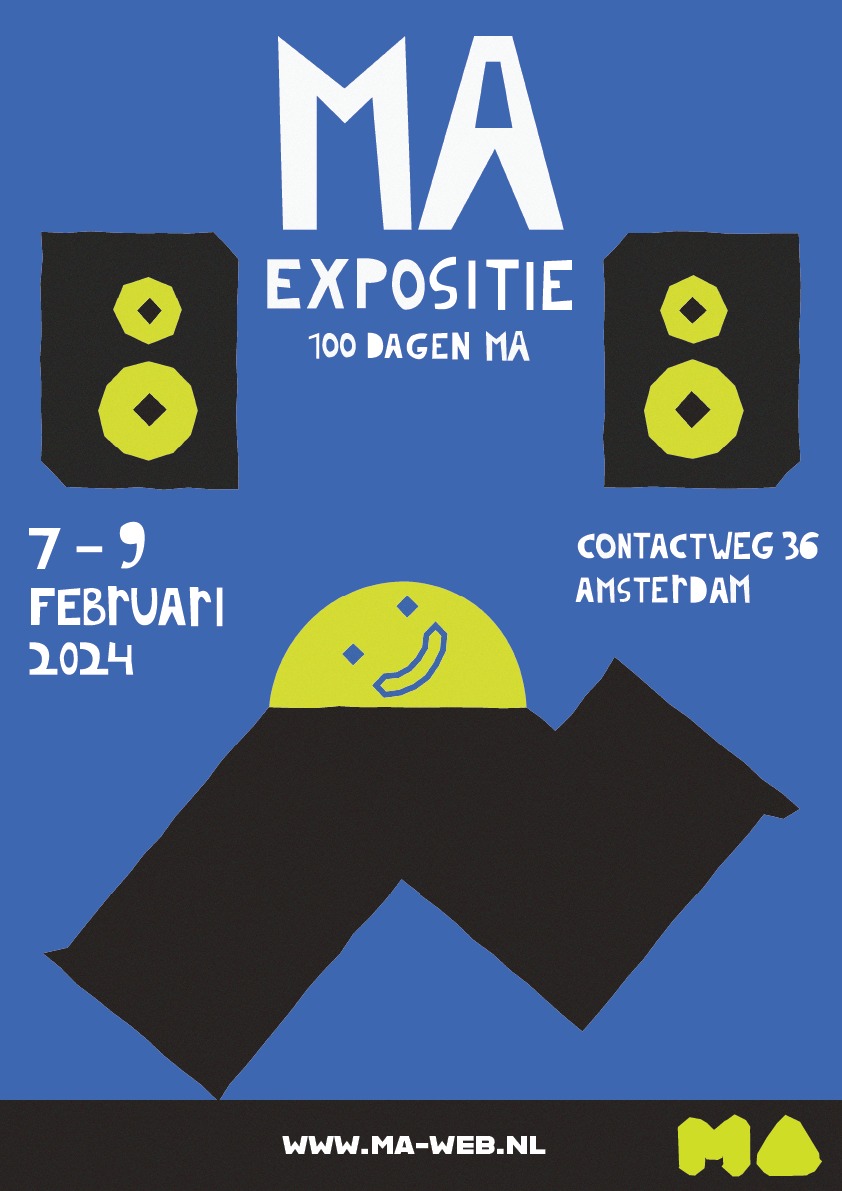 MA
EXPOSITIE
100 DAGEN MA
7 – 9
FEBrUArI
2024
CONTACTWEG 36
AMSTErDAM
WWW.MA-WEB.NL
MA